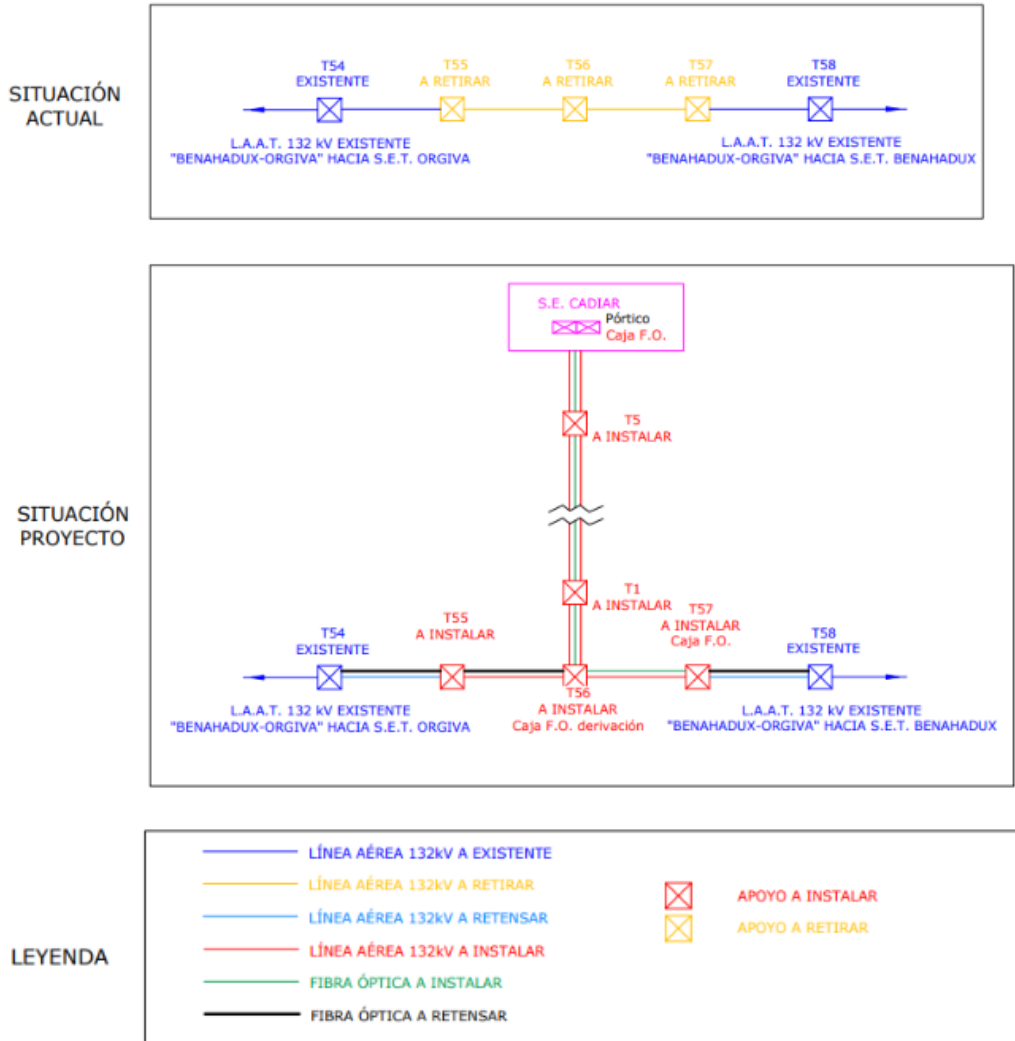 SITUACIÓN
ACTUAL
T54
EXISTENTE
T55
A RETIRAR
T56
A RETIRAR
T57
A RETIRAR
T58
EXISTENTE
L.A.A.T. 132 kV EXISTENTE
"BENAHADUX-ORGIVA" HACIA S.E.T. ORGIVA
L.A.A.T. 132 kV EXISTENTE
"BENAHADUX-ORGIVA" HACIA S.E.T. BENAHADUX
SITUACIÓN
PROYECTO
S.E. CADIAR
Pórtico
Caja F.O.
T5
A INSTALAR
T1
A INSTALAR
T54
EXISTENTE
T55
A INSTALAR
T57
A INSTALAR
Caja F.O.
T58
EXISTENTE
T56
A INSTALAR
Caja F.O. derivación
L.A.A.T. 132 kV EXISTENTE
"BENAHADUX-ORGIVA" HACIA S.E.T. ORGIVA
L.A.A.T. 132 kV EXISTENTE
"BENAHADUX-ORGIVA" HACIA S.E.T. BENAHADUX
LEYENDA
LÍNEA AÉREA 132kV A EXISTENTE
LÍNEA AÉREA 132kV A RETIRAR
LÍNEA AÉREA 132kV A RETENSAR
LÍNEA AÉREA 132kV A INSTALAR
FIBRA ÓPTICA A INSTALAR
FIBRA ÓPTICA A RETENSAR
APOYO A INSTALAR
APOYO A RETIRAR